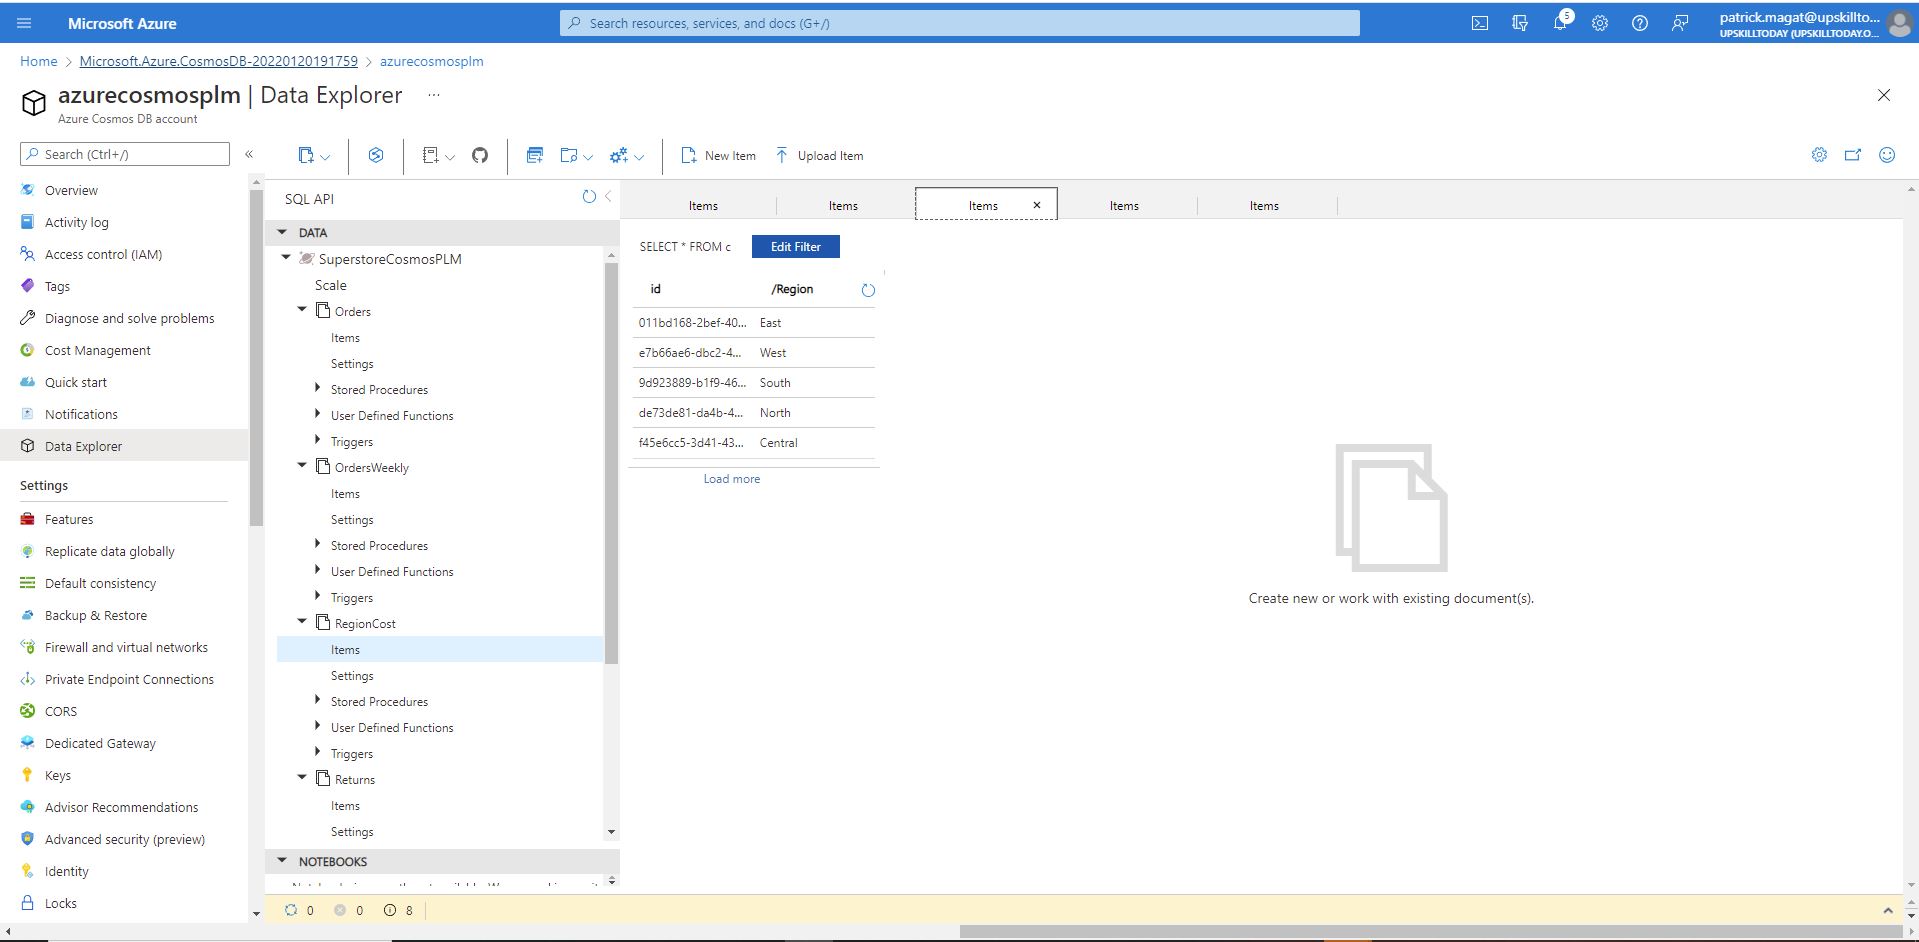 Microsoft Azure
Search resources, services, and docs (G+/)
5
patrick.magat@upskillto...
UPSKILLTODAY (UPSKILLTODAY.O...
Home > Microsoft.Azure.CosmosDB-20220120191759 > azurecosmosplm
azurecosmosplm | Data Explorer ...
Azure Cosmos DB account
Search (Ctrl+/)
«
New Item
Upload Item
Overview
Activity log
Access control (IAM)
Tags
Diagnose and solve problems
Cost Management
Quick start
Notifications
Data Explorer
Settings
Features
Replicate data globally
Default consistency
Backup & Restore
Firewall and virtual networks
Private Endpoint Connections
CORS
Dedicated Gateway
Keys
Advisor Recommendations
Advanced security (preview)
Identity
Locks
SQL API
DATA
SuperstoreCosmosPLM
Scale
Orders
Items
Settings
Stored Procedures
User Defined Functions
Triggers
OrdersWeekly
Items
Settings
Stored Procedures
User Defined Functions
Triggers
RegionCost
Items
Settings
Stored Procedures
User Defined Functions
Triggers
Returns
Items
Settings
NOTEBOOKS
Items Items Items Items Items
SELECT * FROM c Edit Filter
id /Region
011bd168-2bef-40... East
e7b66ae6-dbc2-4... West
9d923889-b1f9-46... South
de73de81-da4b-4... North
f45e6cc5-3d41-43... Central
Load more
Create new or work with existing document(s).
0 0 8